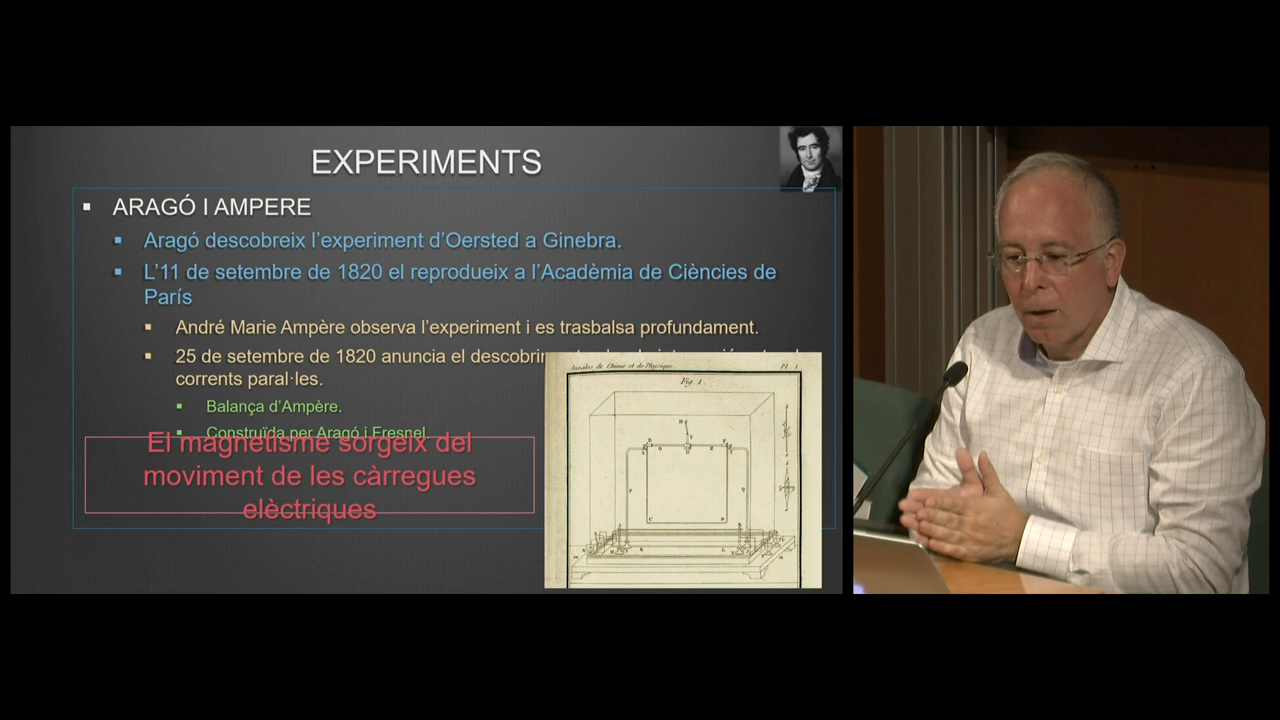 EXPERIMENTS
ARAGÓ I AMPERE
Aragó descobreix l’experiment d’Oersted a Ginebra.
L’11 de setembre de 1820 el reprodueix a l’Acadèmia de Ciències de
París
André Marie Ampère observa l’experiment i es trasbalsa profundament.
25 de setembre de 1820 anuncia el
corrents paral·les.
Balança d’Ampère.
Construïda per Aragó i Fresnel
El magnetisme sorgeix del
moviment de les càrregues
elèctriques
Annales de Chimie et de Physique.
Pl. 1
Fig. 1.